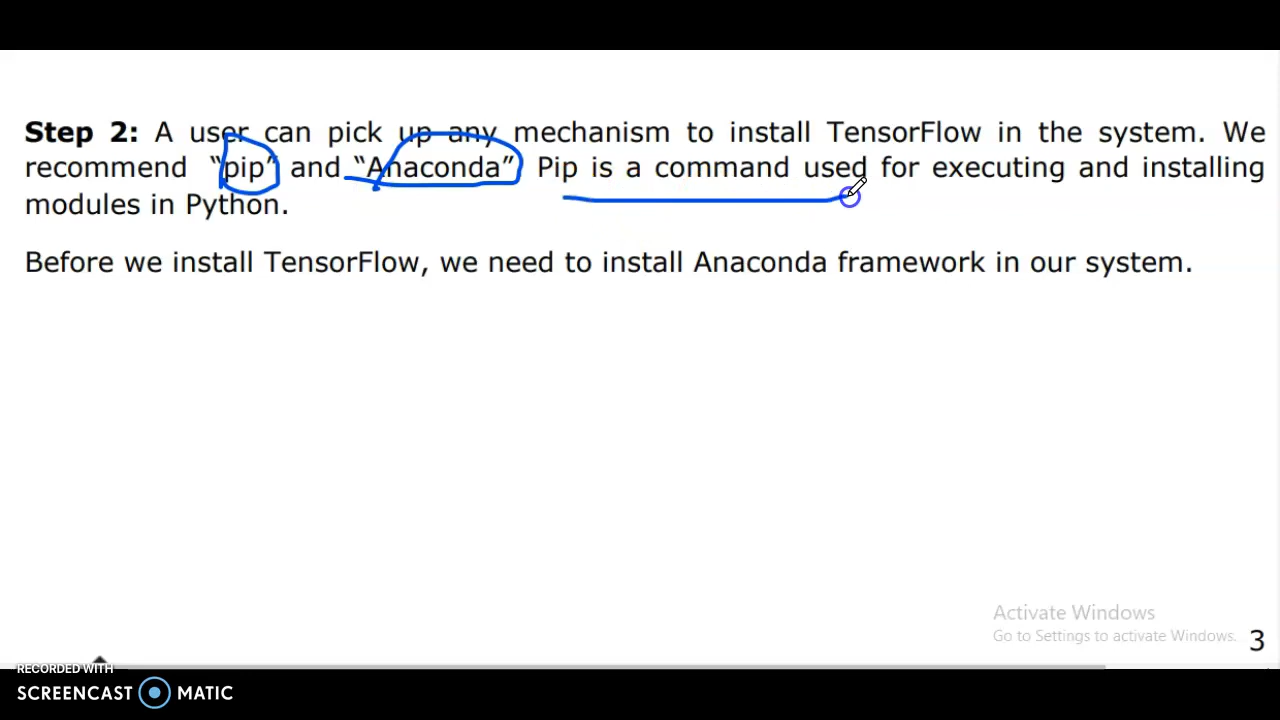 Step 2: A user can pick up any mechanism to install TensorFlow in the system. We
recommend “pip” and “Anaconda” Pip is a command used for executing and installing
modules in Python.
Before we install TensorFlow, we need to install Anaconda framework in our system.
Activate Windows
Go to Settings to activate Windows.
3
RECORDED WITH
SCREENCAST MATIC